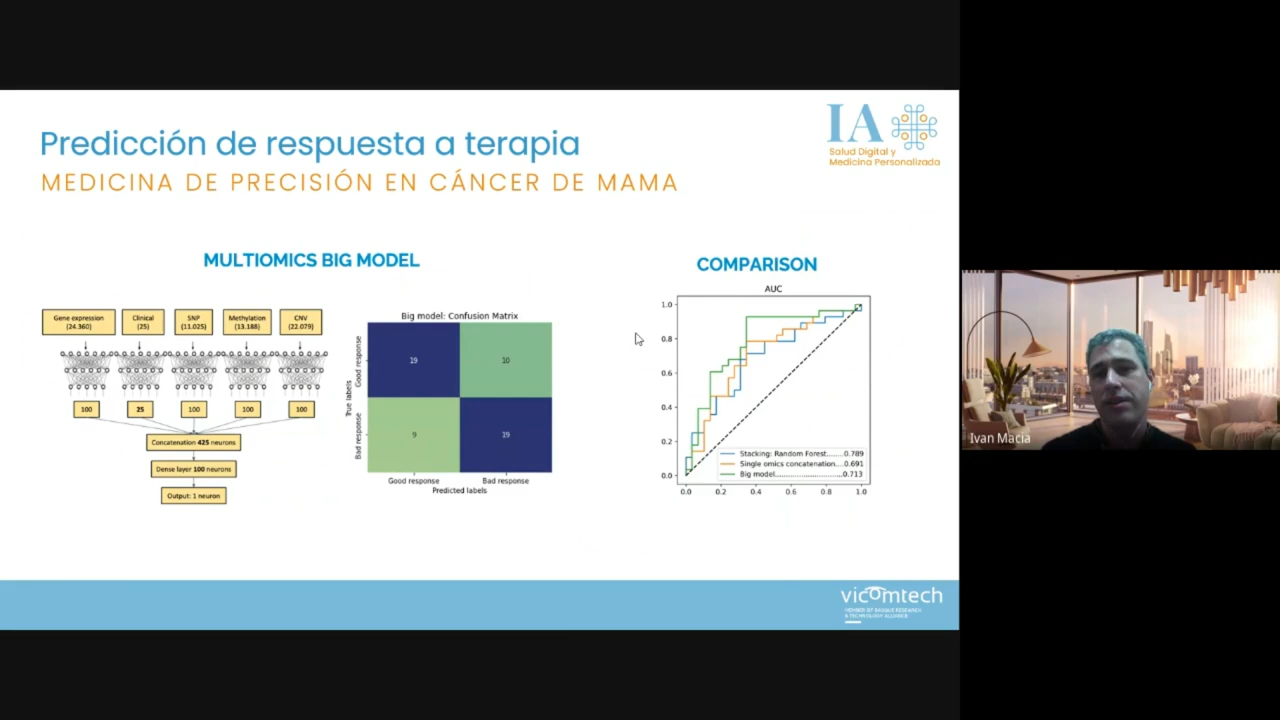 Predicción de respuesta a terapia
MEDICINA DE PRECISIÓN EN CÁNCER DE MAMA
IA
Salud Digital y
Medicina Personalizada
MULTIOMICS BIG MODEL
Gene expression
(24.360)
Clinical
(25)
SNP
(11.025)
Methylation
(13.188)
CNV
(22.079)
100
25
100
100
100
Concatenation 425 neurons
Dense layer 100 neurons
Output: 1 neuron
Big model: Confusion Matrix
True labels
Good response
Bad response
19
10
9
19
Good response
Bad response
Predicted labels
COMPARISON
AUC
1.0
0.8
0.6
0.4
0.2
0.0
Stacking: Random Forest.....0.789
Single omics concatenation....0.691
Big model.........................0.713
0.0
0.2
0.4
0.6
0.8
1.0
vicomtech
MEMBER OF BASQUE RESEARCH
& TECHNOLOGY ALLIANCE
Ivan Macia